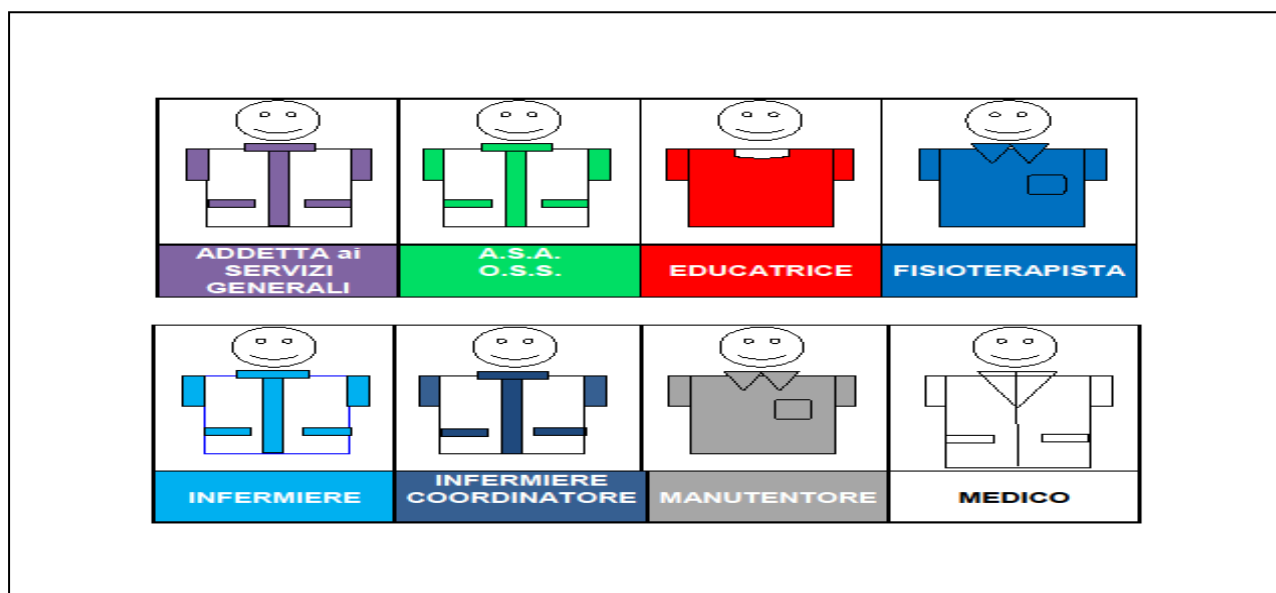 ADDETTA ai
SERVIZI
GENERALI
A.S.A.
O.S.S.
EDUCATRICE
FISIOTERAPISTA
INFERMIERE
INFERMIERE
COORDINATORE
MANUTENTORE
MEDICO